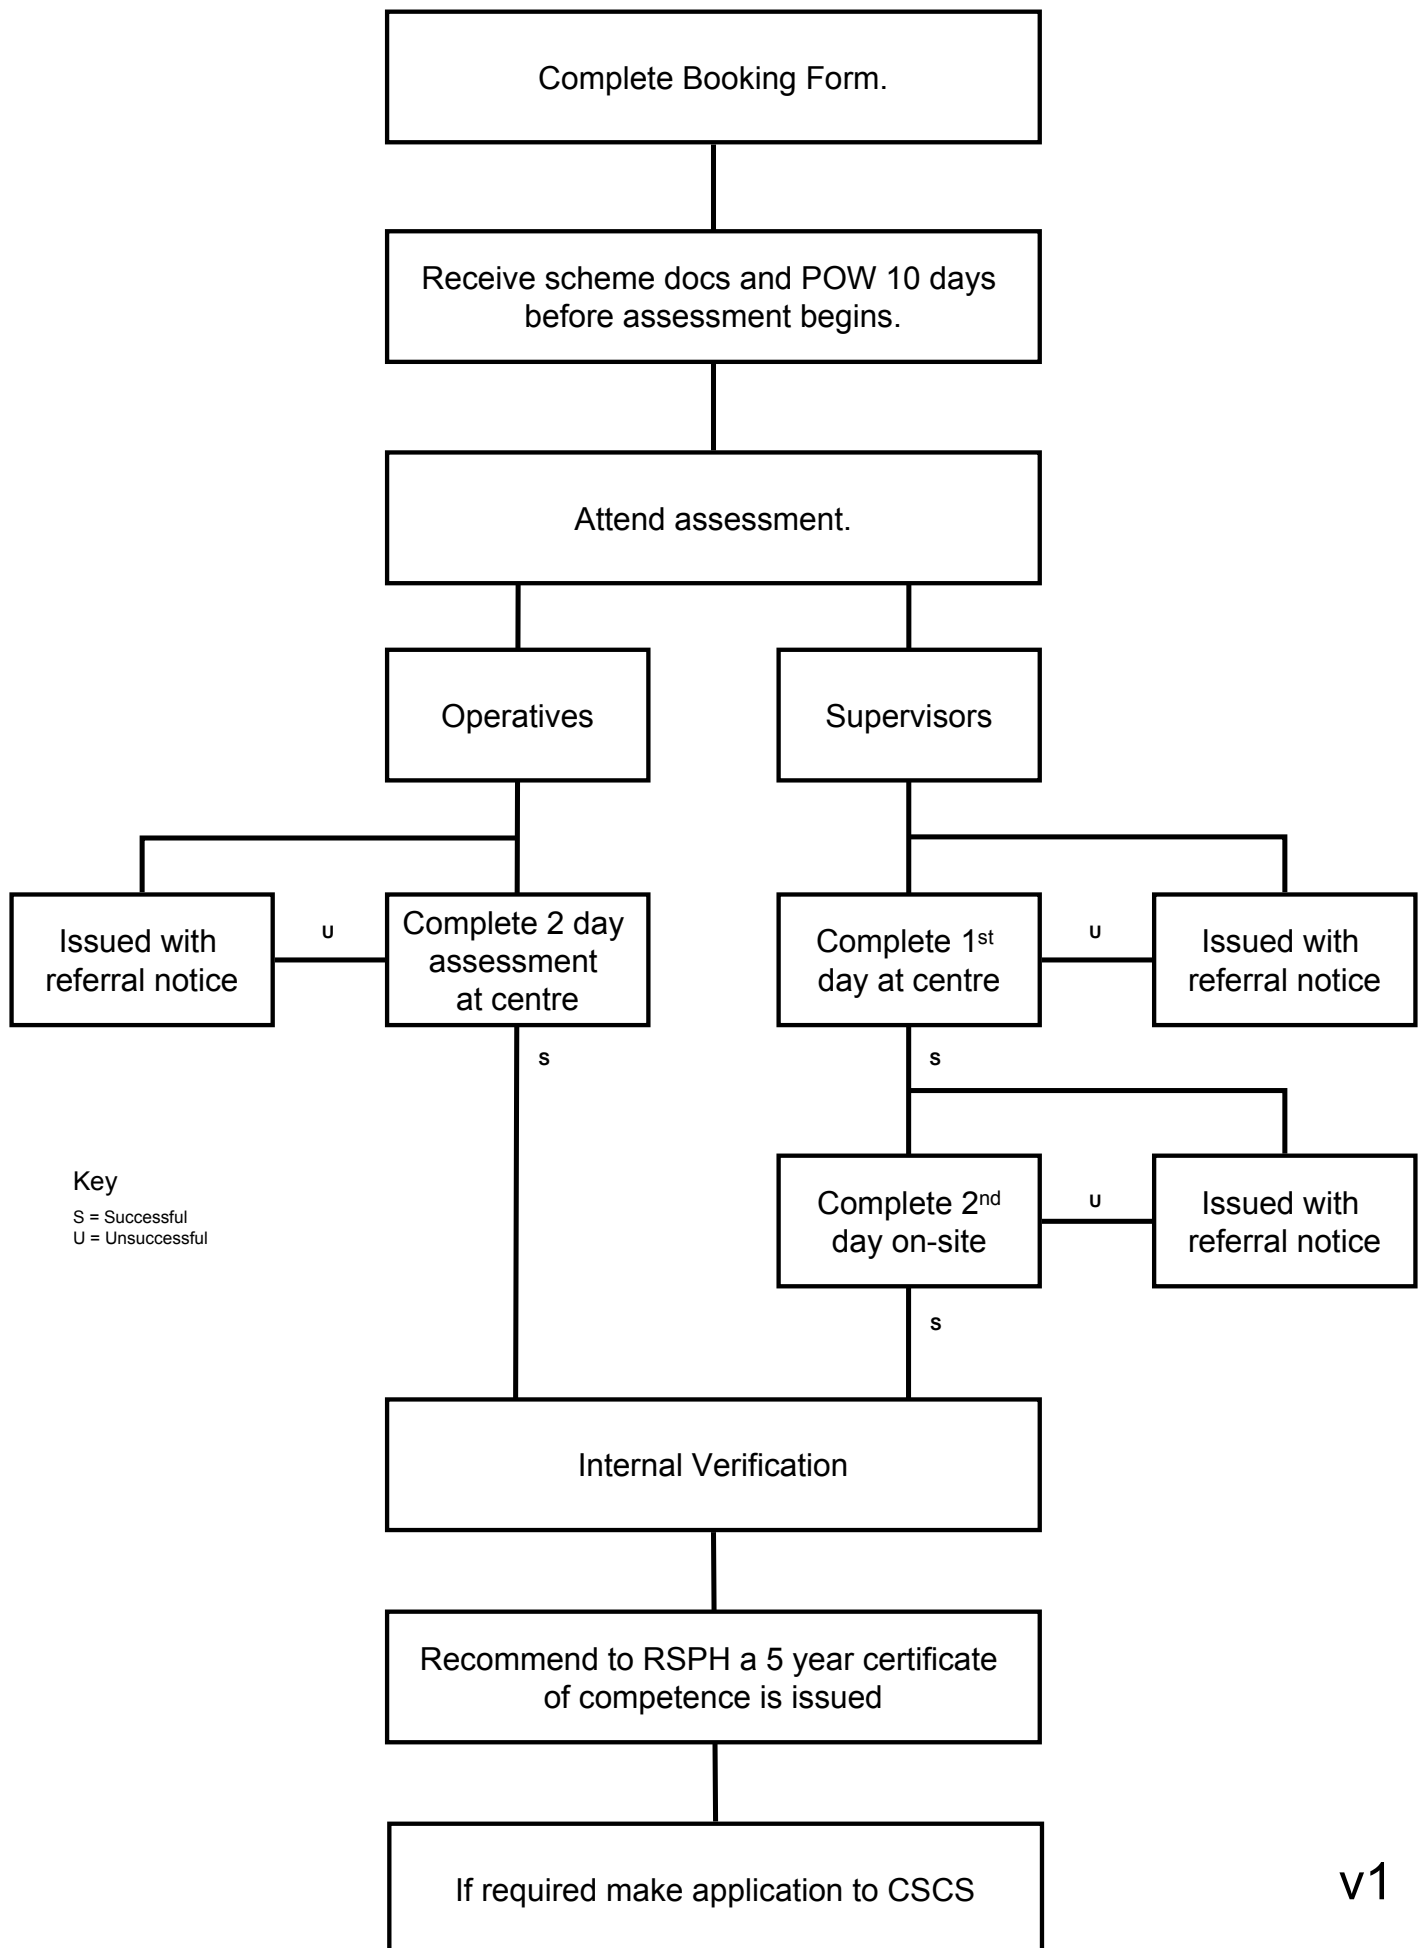 Complete Booking Form.
Receive scheme docs and POW 10 days
before assessment begins.
Attend assessment.
Operatives
Supervisors
Issued with
referral notice
U
Complete 2 day
assessment
at centre
Complete 1st
day at centre
U
Issued with
referral notice
S
S
Key
S = Successful
U = Unsuccessful
Complete 2nd
day on-site
U
Issued with
referral notice
S
Internal Verification
Recommend to RSPH a 5 year certificate
of competence is issued
If required make application to CSCS
v1